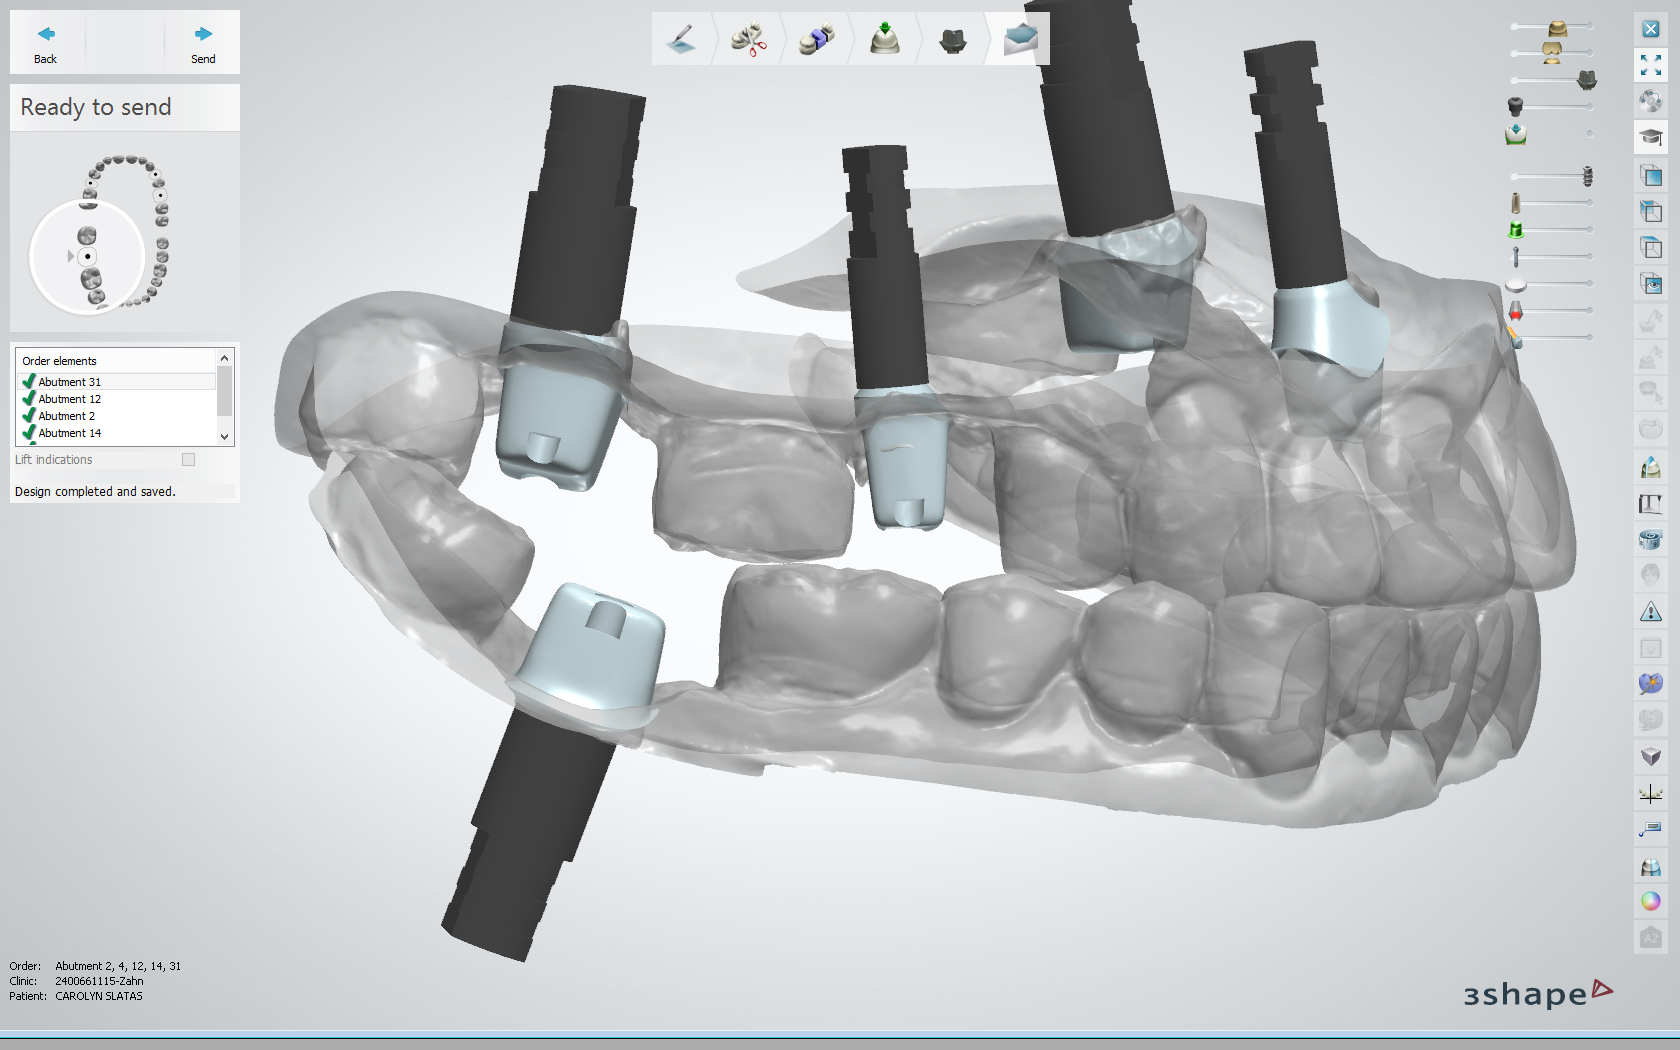 Back
Send
Ready to send
Order elements
Abutment 31
Abutment 12
Abutment 2
Abutment 14
Lift indications
Design completed and saved.
A2
Order: Abutment 2, 4, 12, 14, 31
Clinic: 2400661115-Zahn
Patient: CAROLYN SLATAS
3shape